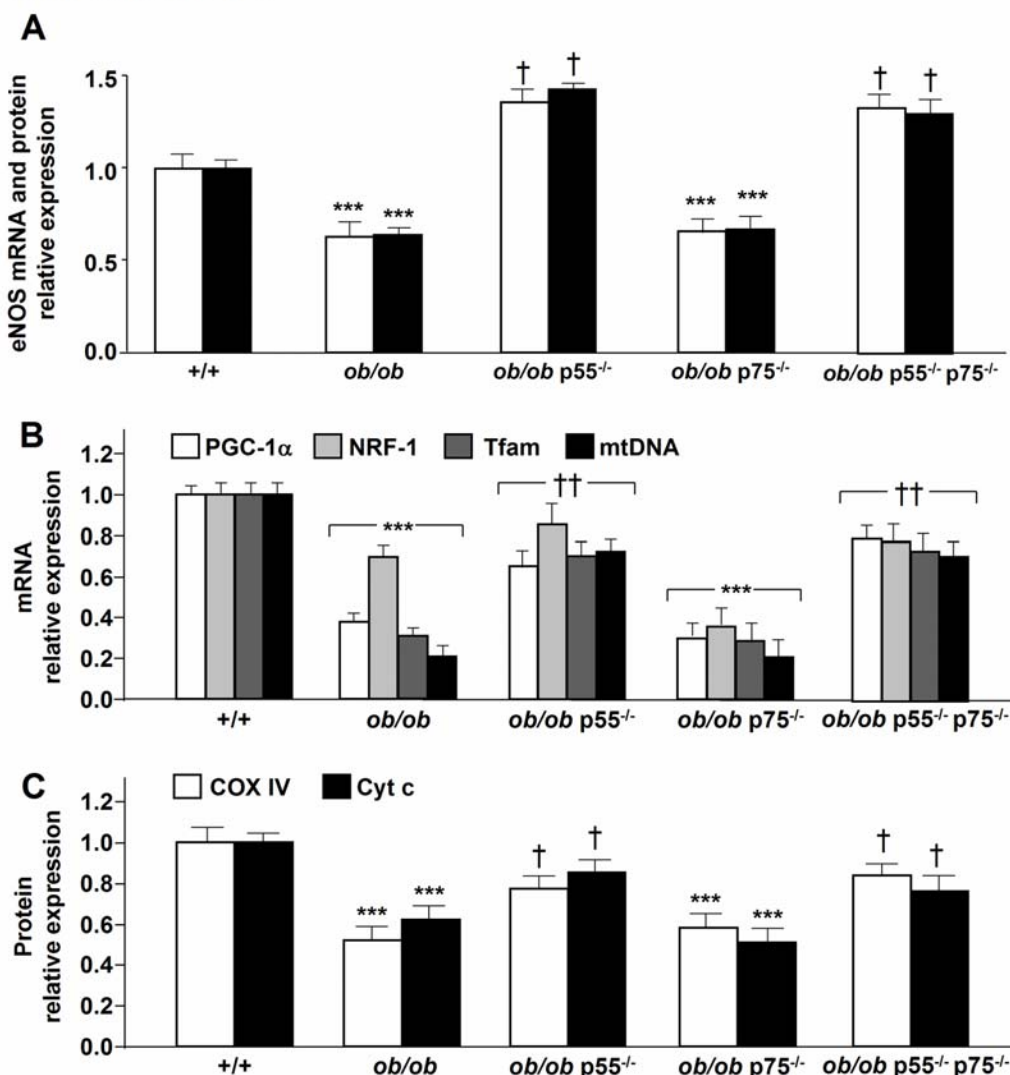 A
eNOS mRNA and protein
relative expression
1.5
1.0
0.5
0.0
*** ***
† †
*** ***
† †
+/+ ob/ob ob/ob p55-/- ob/ob p75-/- ob/ob p55-/- p75-/-
B
mRNA
relative expression
PGC-1α NRF-1 Tfam mtDNA
1.2
1.0
0.8
0.6
0.4
0.2
0.0
***
††
***
††
+/+ ob/ob ob/ob p55-/- ob/ob p75-/- ob/ob p55-/- p75-/-
C
Protein
relative expression
COX IV Cyt c
1.2
1.0
0.8
0.6
0.4
0.2
0.0
*** ***
† †
*** ***
† †
+/+ ob/ob ob/ob p55-/- ob/ob p75-/- ob/ob p55-/- p75-/-